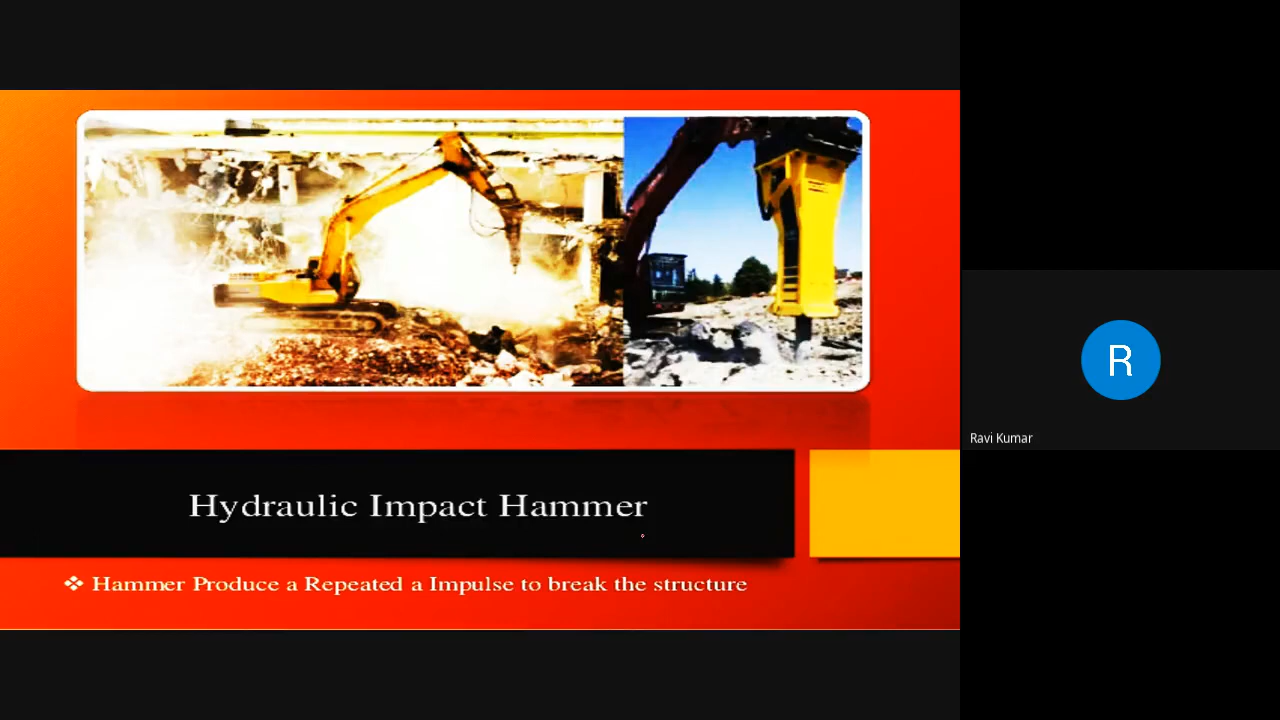 Hydraulic Impact Hammer
❖ Hammer Produce a Repeated a Impulse to break the structure
R
Ravi Kumar